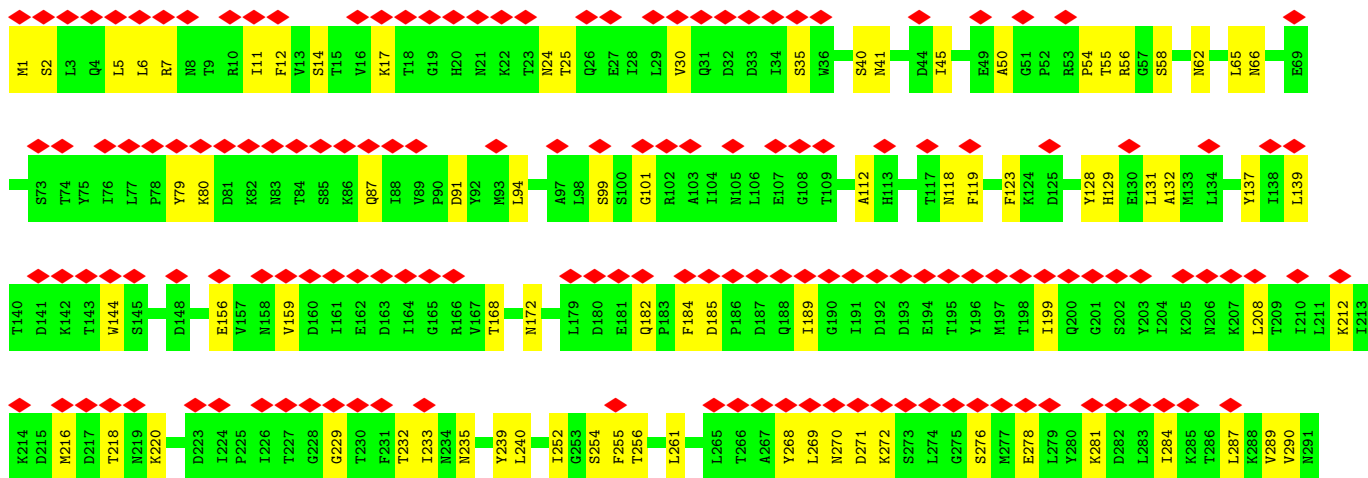 M1 S2 L3 Q4 L5 L6 R7 N8 T9 R10 I11 F12 V13 S14 T15 V16 K17 T18 G19 H20 N21 K22 T23 N24 T25 Q26 E27 I28 L29 V30 Q31 D32 D33 I34 S35 W36 S40 N41 D44 I45 E49 A50 G51 P52 R53 P54 T55 R56 G57 S58 N62 L65 N66 E69
S73 T74 Y75 I76 L77 P78 Y79 K80 D81 K82 N83 T84 S85 K86 Q87 I88 V89 P90 D91 Y92 M93 L94 A97 L98 S99 S100 G101 R102 A103 I104 N105 L106 E107 G108 T109 A112 H113 T117 N118 F119 F123 K124 D125 Y128 H129 E130 L131 A132 M133 L134 Y137 I138 L139
T140 D141 K142 T143 W144 S145 D148 E156 V157 N158 V159 D160 I161 E162 D163 I164 G165 R166 V167 T168 N172 L179 D180 E181 Q182 P183 F184 D185 P186 D187 Q188 I189 G190 I191 D192 D193 E194 T195 Y196 M197 T198 I199 Q200 G201 S202 Y203 I204 K205 N206 K207 L208 T209 I210 L211 K212 I213
K214 D215 M216 D217 T218 N219 K220 D223 I224 P225 I226 T227 G228 G229 T230 F231 T232 I233 N234 N235 Y239 L240 I252 G253 S254 F255 T256 L261 L265 T266 A267 Y268 L269 N270 D271 K272 S273 L274 G275 S276 M277 E278 L279 Y280 K281 D282 L283 I284 K285 T286 L287 K288 V289 V290 N291